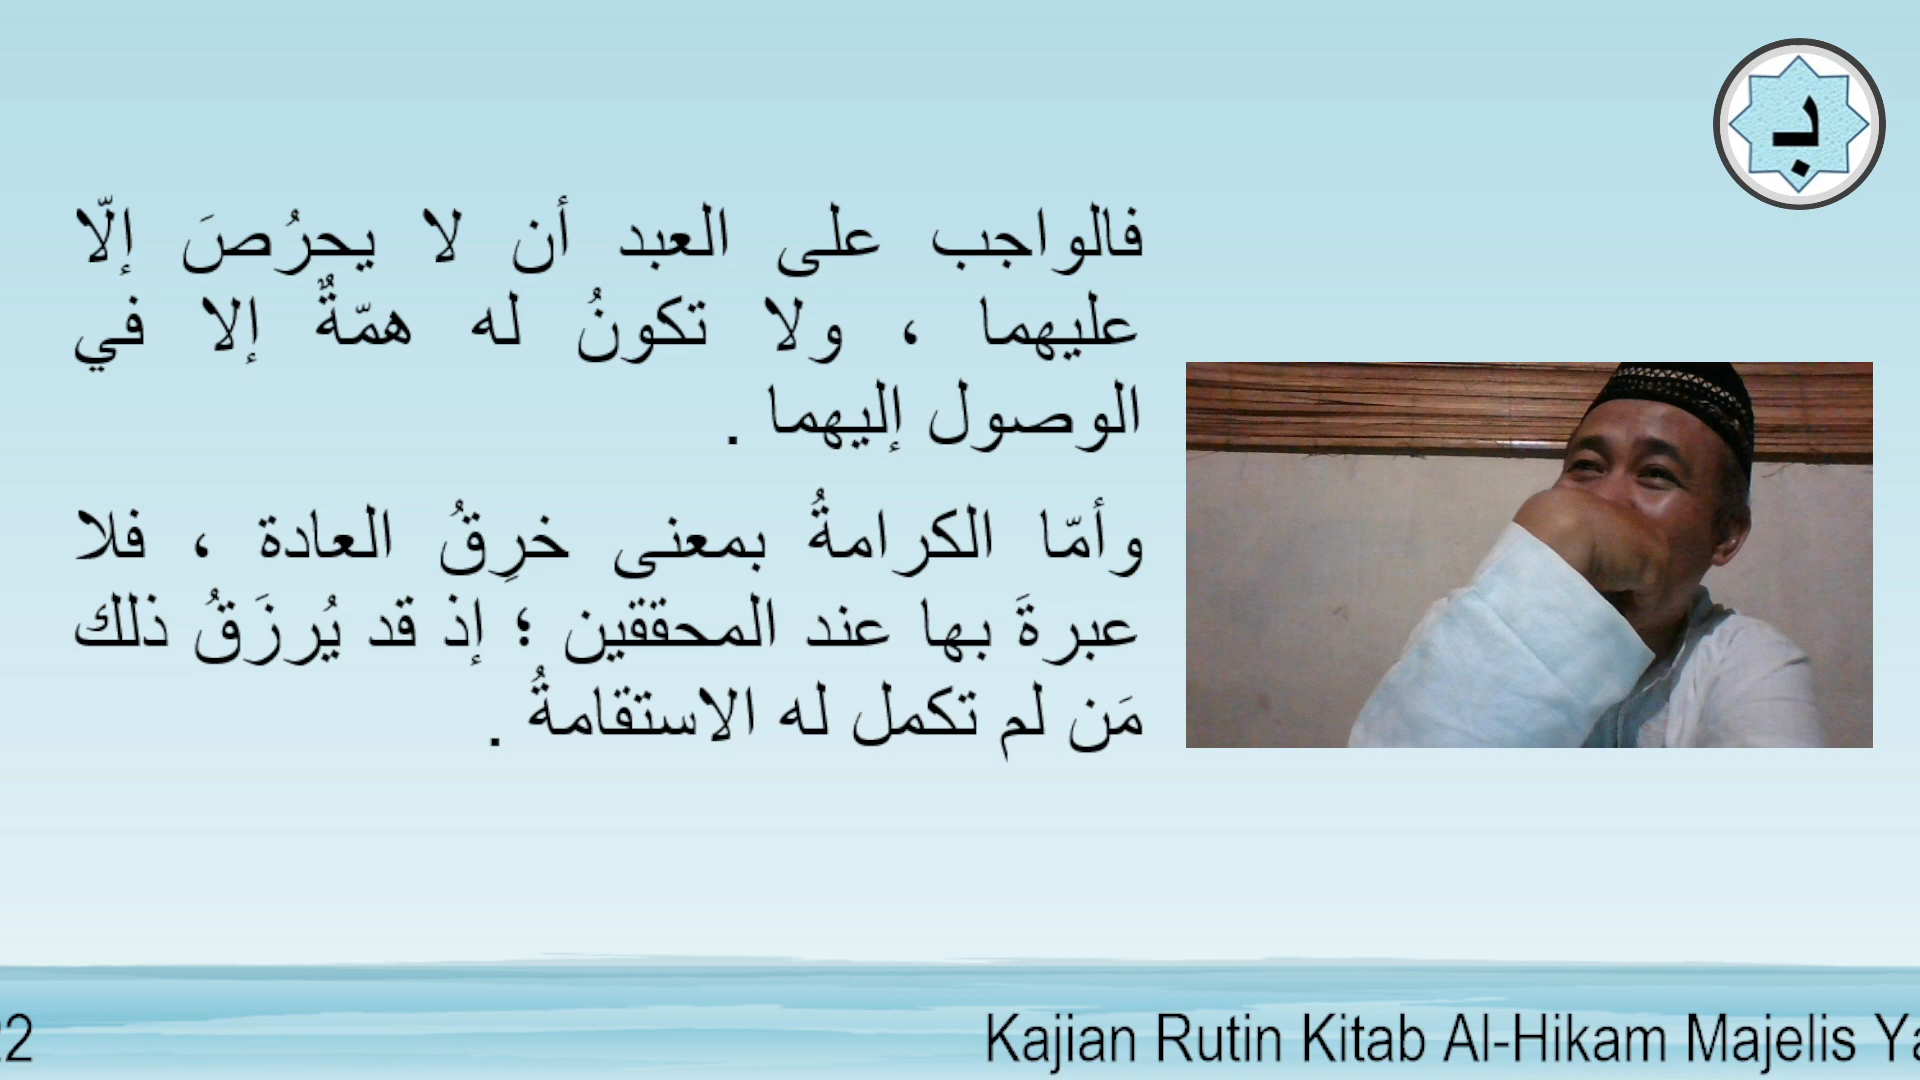 د
فالواجب على العبد أن لا يحرُصَ إلّا
عليهما ، ولا تكونُ له همّةٌ إلا في
الوصول إليهما .
وأمّا الكرامةُ بمعنى خرِقُ العادة ، فلا
عبرةَ بها عند المحققين ؛ إذ قد يُرزَقُ ذلك
مَن لم تكمل له الاستقامةُ .
Kajian Rutin Kitab Al-Hikam Majelis